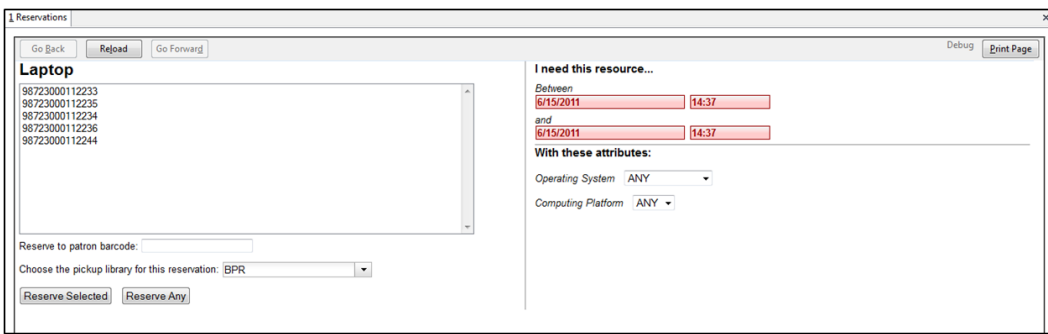 1 Reservations
x
Go Back Reload Go Forward
Debug Print Page
Laptop
98723000112233
98723000112235
98723000112234
98723000112236
98723000112244
Reserve to patron barcode:
Choose the pickup library for this reservation: BPR
Reserve Selected Reserve Any
I need this resource...
Between
6/15/2011 14:37
and
6/15/2011 14:37
With these attributes:
Operating System ANY
Computing Platform ANY